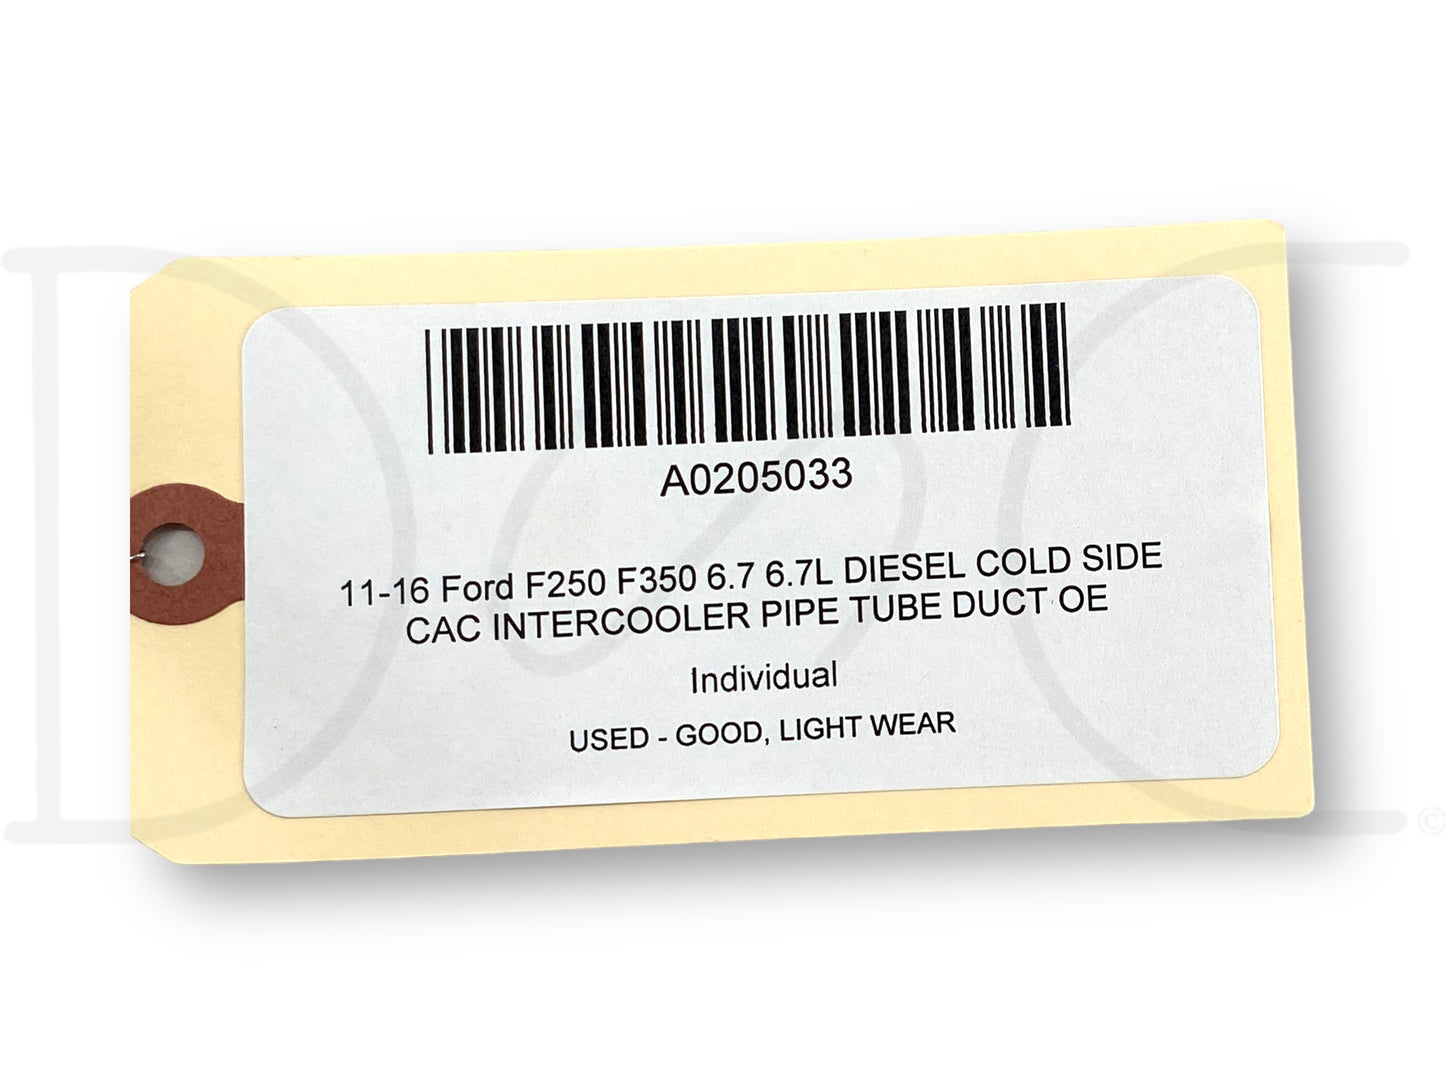 A0205033
11-16 Ford F250 F350 6.7 6.7L DIESEL COLD SIDE
CAC INTERCOOLER PIPE TUBE DUCT OE
Individual
USED - GOOD, LIGHT WEAR
D C
©